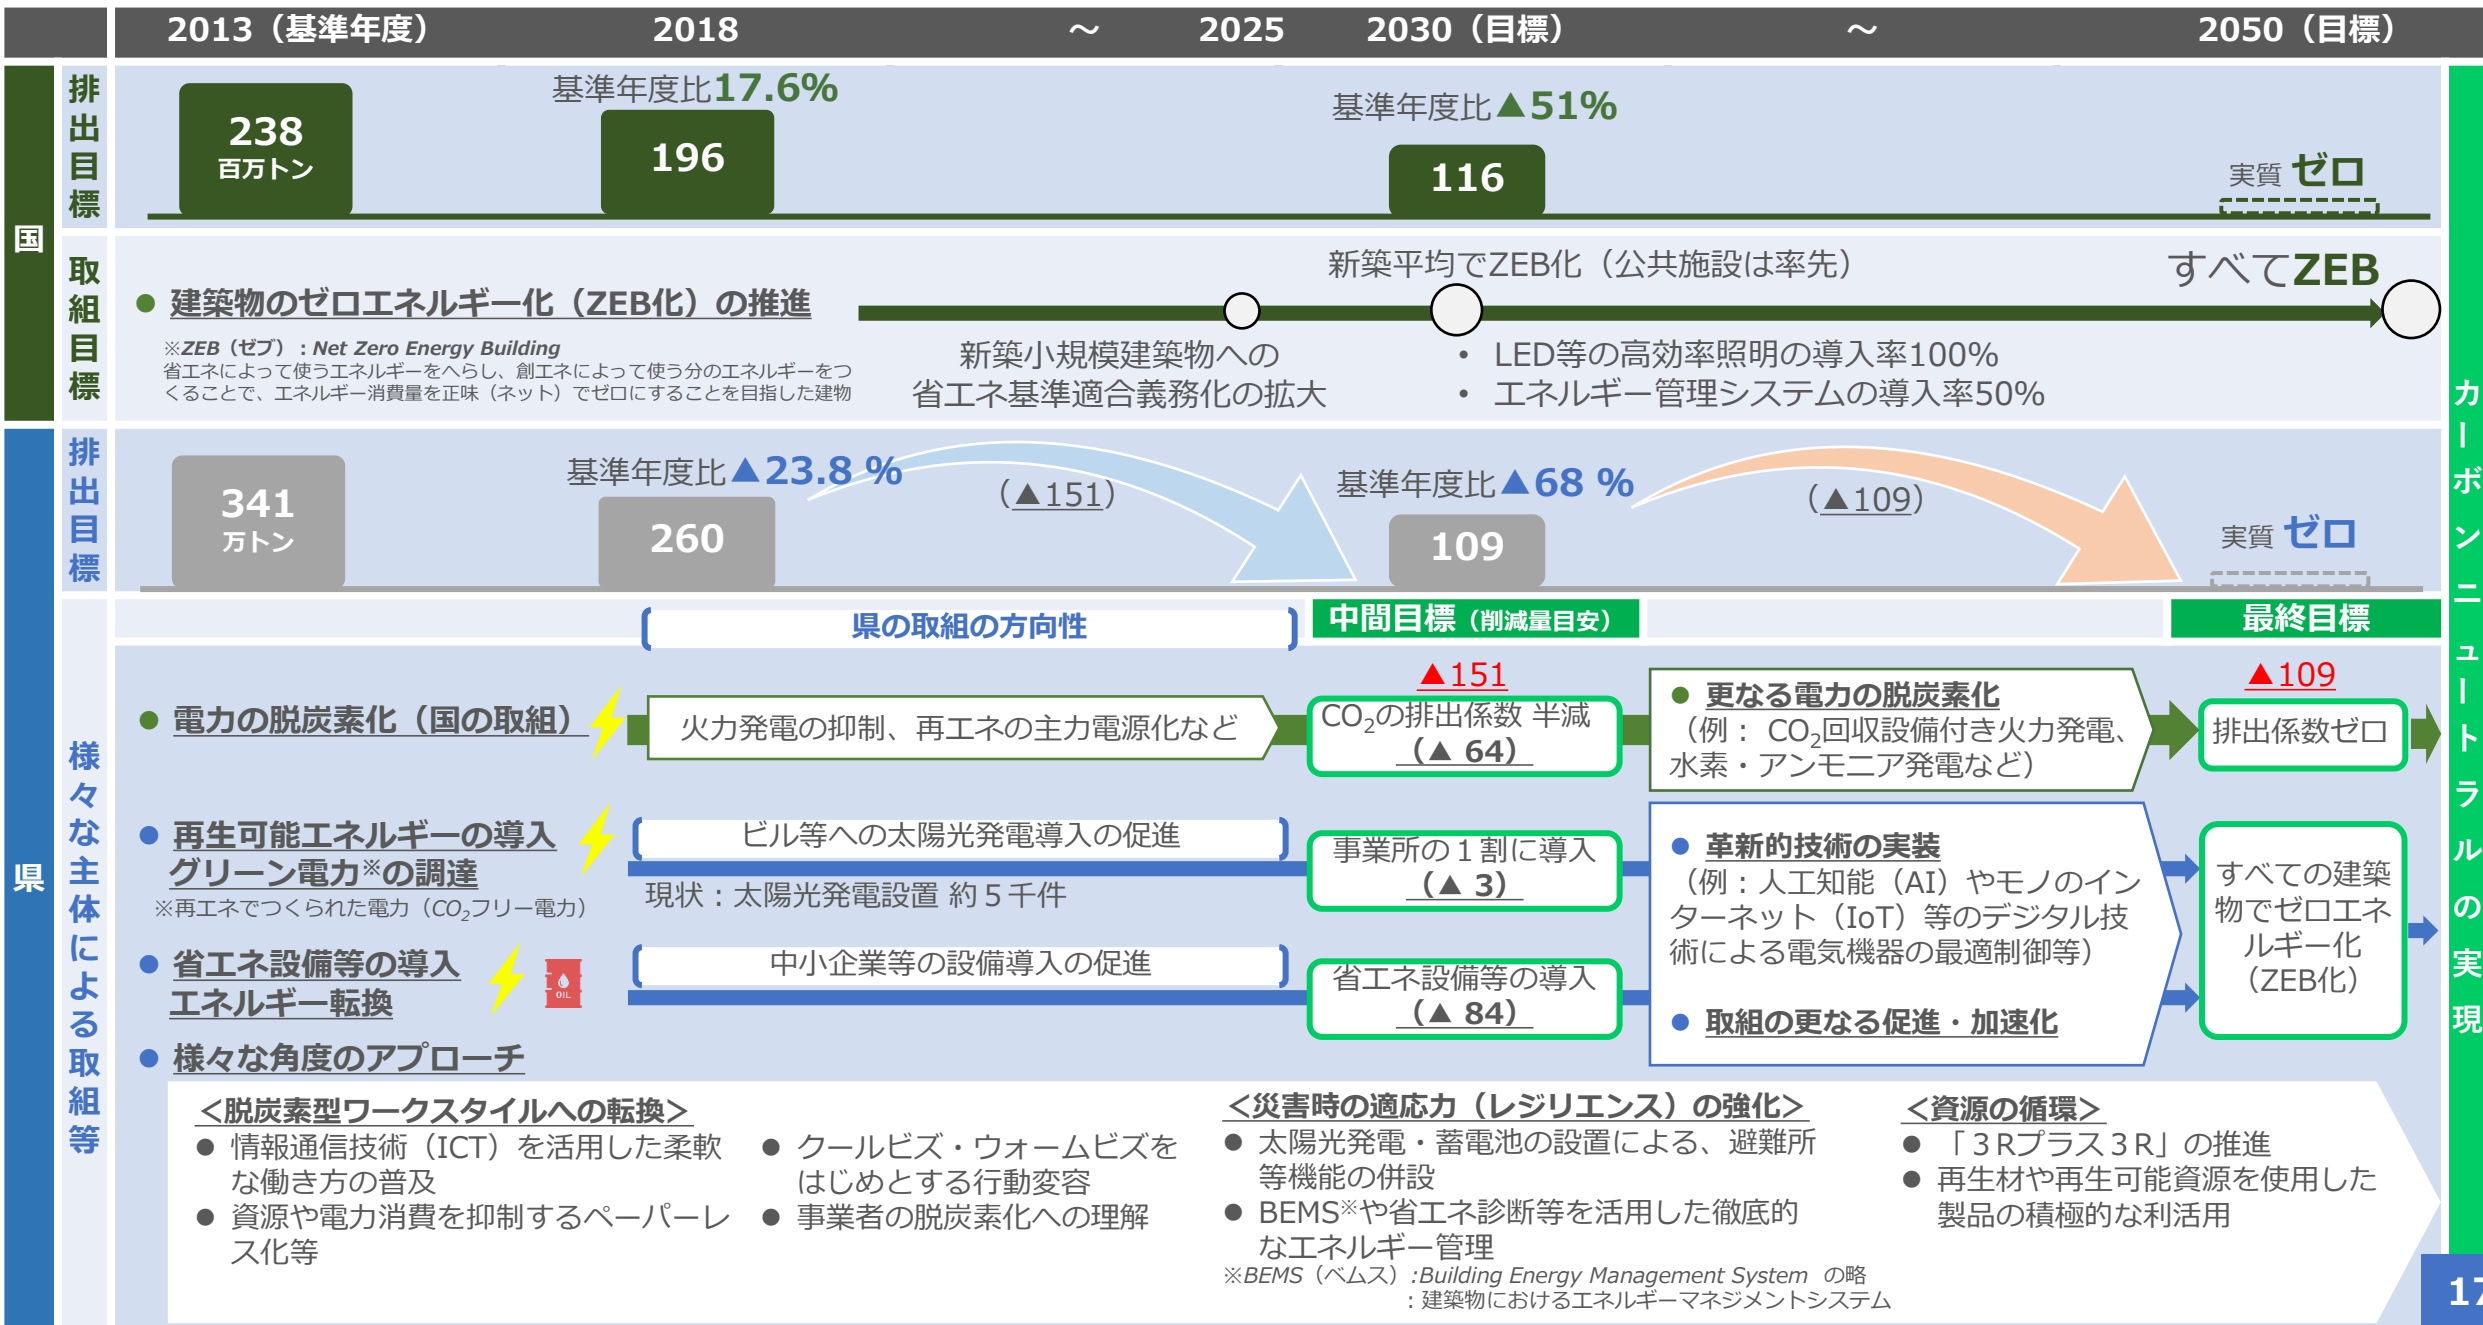 2013（基準年度）　2018　～　2025　2030（目標）　～　2050（目標）
国
排出目標
238
百万トン
基準年度比17.6%
196
基準年度比▲51%
116
実質 ゼロ
取組目標
● 建築物のゼロエネルギー化（ZEB化）の推進
※ZEB（ゼブ）：Net Zero Energy Building
省エネによって使うエネルギーをへらし、創エネによって使う分のエネルギーをつ
くることで、エネルギー消費量を正味（ネット）でゼロにすることを目指した建物
新築平均でZEB化（公共施設は率先）
すべてZEB
新築小規模建築物への
省エネ基準適合義務化の拡大
・ LED等の高効率照明の導入率100%
・ エネルギー管理システムの導入率50%
県
排出目標
341
万トン
基準年度比▲23.8 %
260
（▲151）
基準年度比▲68 %
109
（▲109）
実質 ゼロ
様々な主体による取組等
県の取組の方向性
中間目標（削減量目安）
最終目標
▲151
▲109
● 電力の脱炭素化（国の取組）
火力発電の抑制、再エネの主力電源化など
CO2の排出係数 半減
（▲ 64）
● 更なる電力の脱炭素化
（例： CO2回収設備付き火力発電、
水素・アンモニア発電など）
排出係数ゼロ
● 再生可能エネルギーの導入
グリーン電力※の調達
※再エネでつくられた電力（CO2フリー電力）
ビル等への太陽光発電導入の促進
現状：太陽光発電設置 約５千件
事業所の１割に導入
（▲ 3）
● 革新的技術の実装
（例：人工知能（AI）やモノのイン
ターネット（IoT）等のデジタル技
術による電気機器の最適制御等）
● 取組の更なる促進・加速化
すべての建築
物でゼロエネ
ルギー化
（ZEB化）
● 省エネ設備等の導入
エネルギー転換
OIL
中小企業等の設備導入の促進
省エネ設備等の導入
（▲ 84）
● 様々な角度のアプローチ
＜脱炭素型ワークスタイルへの転換＞
● 情報通信技術（ICT）を活用した柔軟
な働き方の普及
● 資源や電力消費を抑制するペーパーレ
ス化等
● クールビズ・ウォームビズを
はじめとする行動変容
● 事業者の脱炭素化への理解
＜災害時の適応力（レジリエンス）の強化＞
● 太陽光発電・蓄電池の設置による、避難所
等機能の併設
● BEMS※や省エネ診断等を活用した徹底的
なエネルギー管理
※BEMS（ベムス）:Building Energy Management System の略
：建築物におけるエネルギーマネジメントシステム
＜資源の循環＞
● 「３Rプラス３R」の推進
● 再生材や再生可能資源を使用した
製品の積極的な利活用
カーボンニュートラルの実現
17